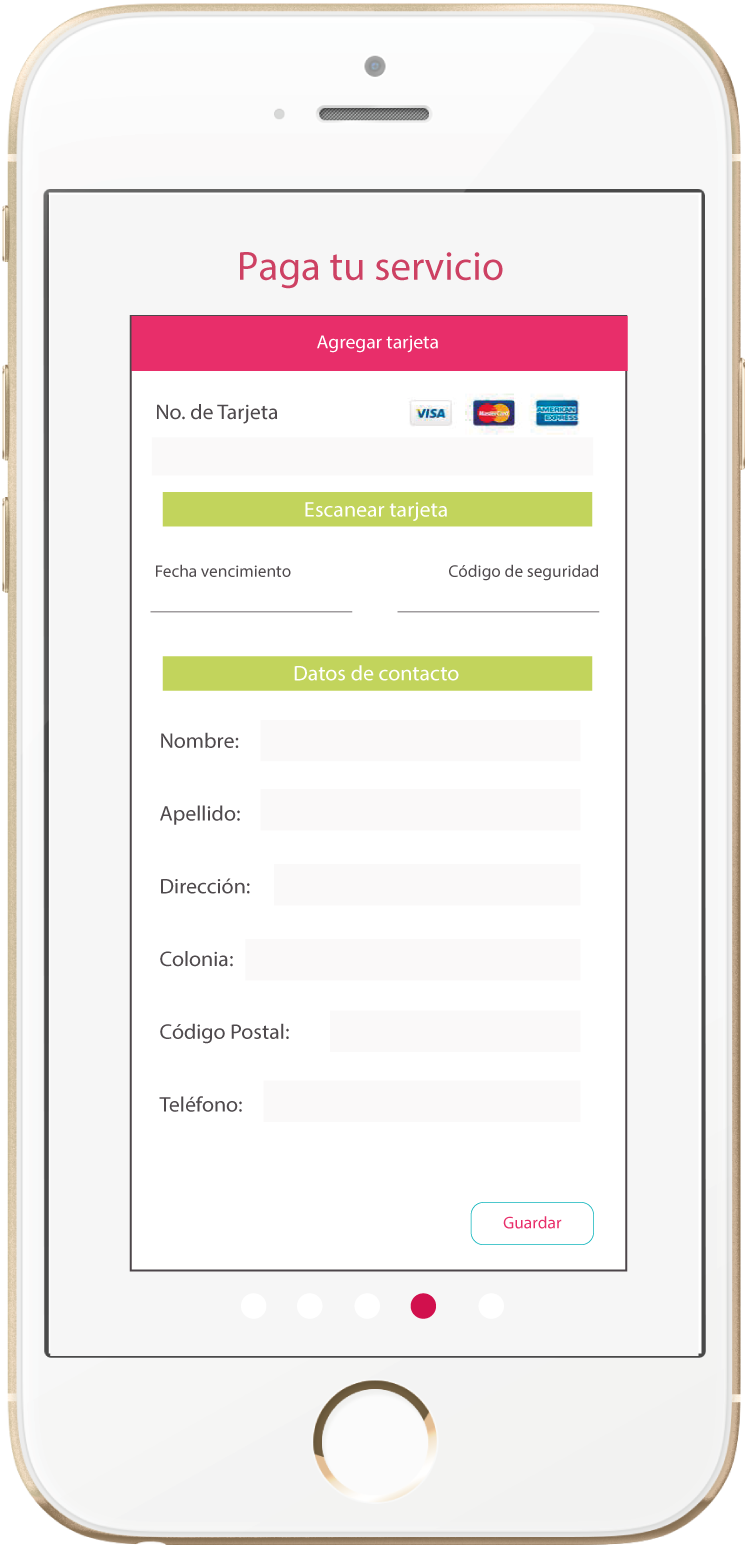 Paga tu servicio
Agregar tarjeta
No. de Tarjeta
VISA MasterCard AMERICAN EXPRESS
Escanear tarjeta
Fecha vencimiento Código de seguridad
Datos de contacto
Nombre:
Apellido:
Dirección:
Colonia:
Código Postal:
Teléfono:
Guardar